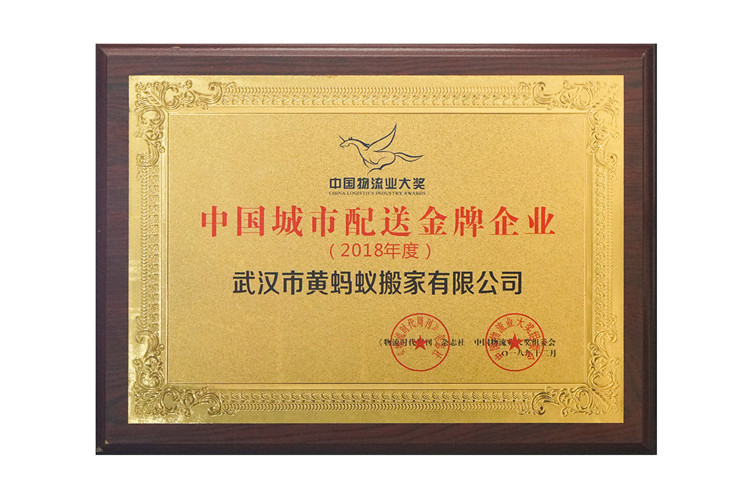 中国物流业大奖
CHINA LOGISTICS INDUSTRY AWARDS
中国城市配送金牌企业
(2018年度)
武汉市黄蚂蚁搬家有限公司
《物流时代周刊》杂志社 中国物流业大奖组委会
二〇一八年十二月